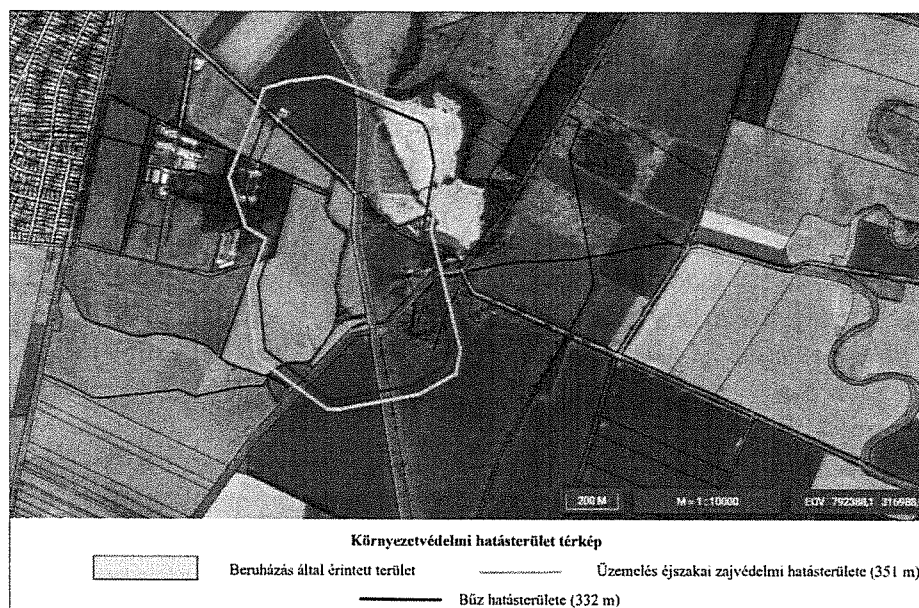 200 M M = 1 : 10000 EOV 792388,1 316988
Környezetvédelmi hatásterület térkép
Beruházás által érintett terület Üzemelés éjszakai zajvédelmi hatásterülete (351 m)
Bűz hatásterülete (332 m)